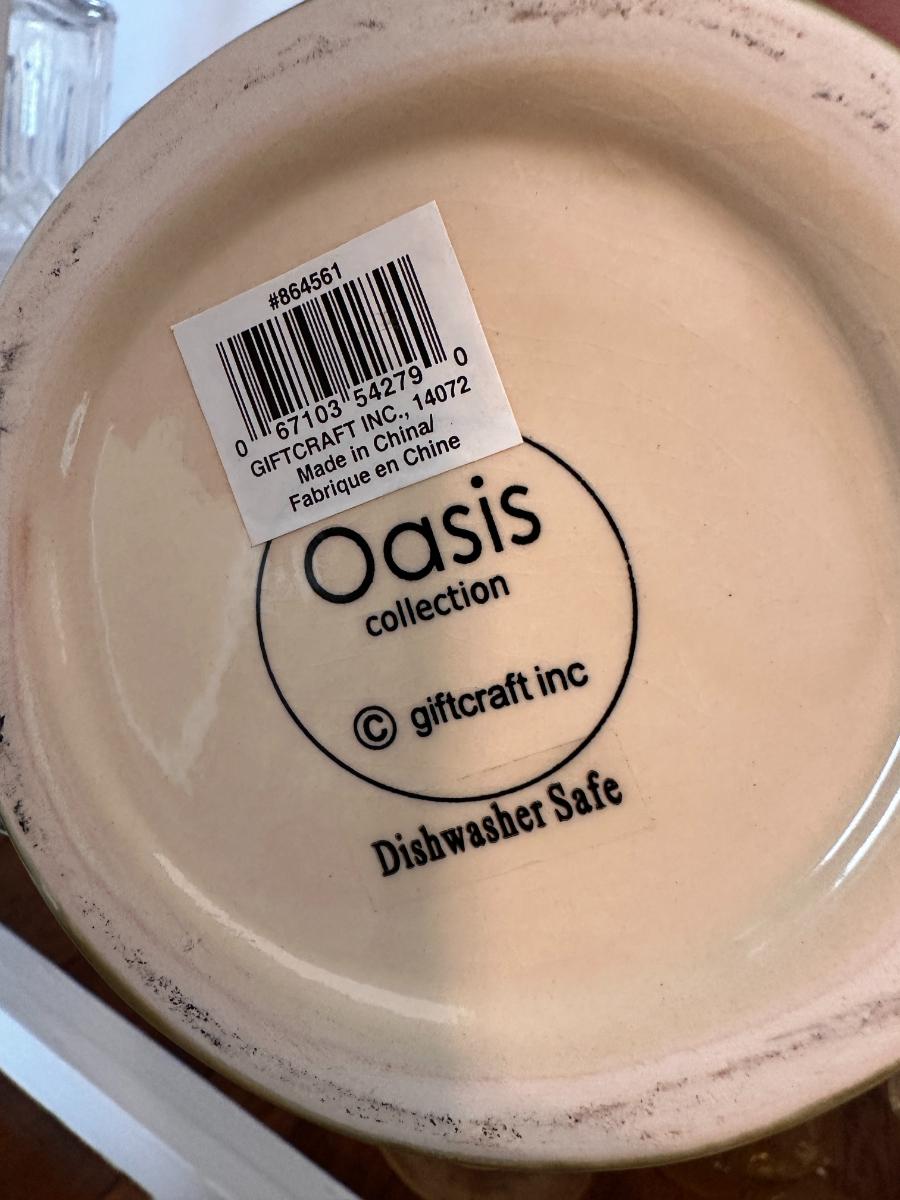 #864561
0 67103 54279 0
GIFTCRAFT INC., 14072
Made in China/
Fabrique en Chine
Oasis
collection
© giftcraft inc
Dishwasher Safe